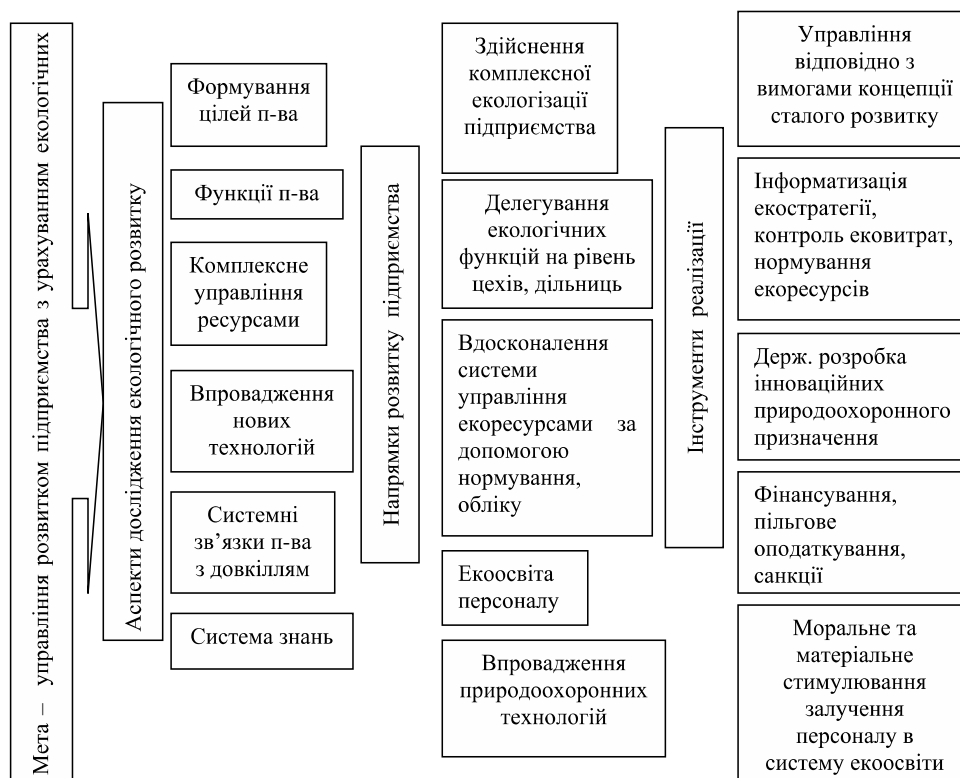 Мета – управління розвитком підприємства з урахуванням екологічних
Аспекти дослідження екологічного розвитку
Формування
цілей п-ва
Функції п-ва
Комплексне
управління
ресурсами
Впровадження
нових
технологій
Системні
зв’язки п-ва
з довкіллям
Система знань
Напрямки розвитку підприємства
Здійснення
комплексної
екологізації
підприємства
Делегування
екологічних
функцій на рівень
цехів, дільниць
Вдосконалення
системи
управління
екоресурсами за
допомогою
нормування,
обліку
Екоосвіта
персоналу
Впровадження
природоохоронних
технологій
Інструменти реалізації
Управління
відповідно з
вимогами концепції
сталого розвитку
Інформатизація
екостратегії,
контроль ековитрат,
нормування
екоресурсів
Держ. розробка
інноваційних
природоохоронного
призначення
Фінансування,
пільгове
оподаткування,
санкції
Моральне та
матеріальне
стимулювання
залучення
персоналу в
систему екоосвіти